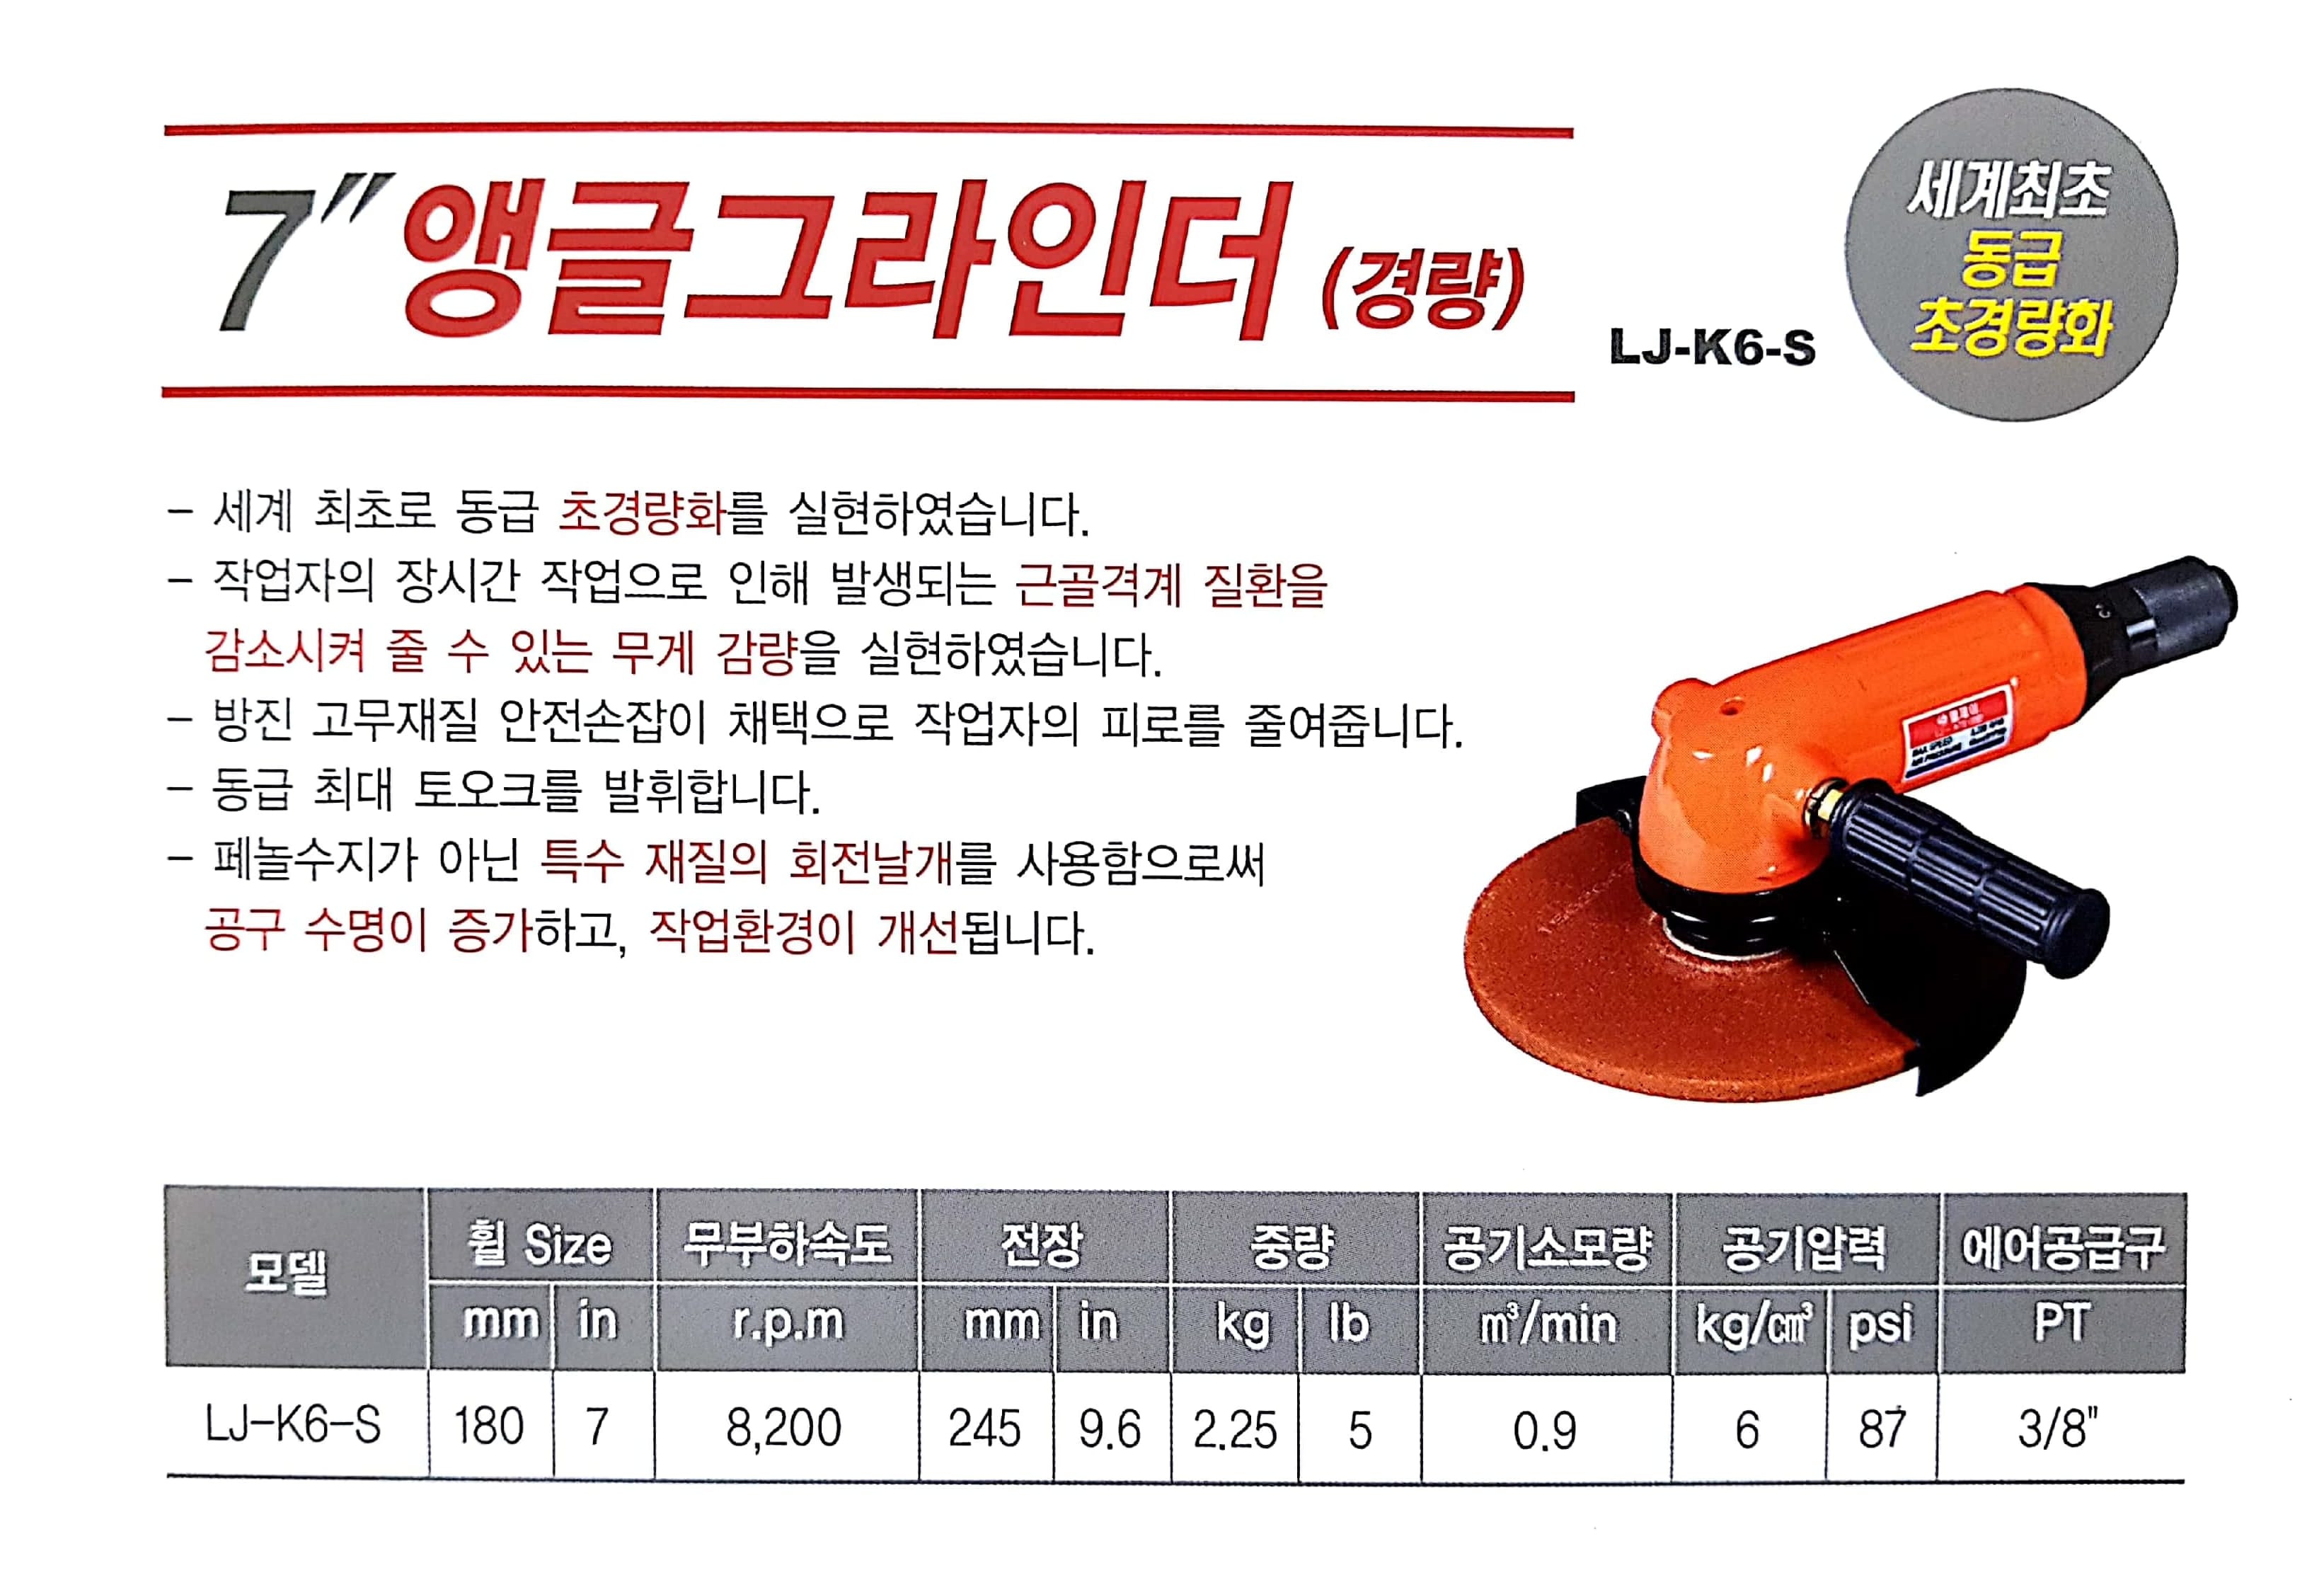 7" 앵글그라인더 (경량)
LJ-K6-S
세계최초
동급
초경량화
- 세계 최초로 동급 초경량화를 실현하였습니다.
- 작업자의 장시간 작업으로 인해 발생되는 근골격계 질환을
감소시켜 줄 수 있는 무게 감량을 실현하였습니다.
- 방진 고무재질 안전손잡이 채택으로 작업자의 피로를 줄여줍니다.
- 동급 최대 토오크를 발휘합니다.
- 페놀수지가 아닌 특수 재질의 회전날개를 사용함으로써
공구 수명이 증가하고, 작업환경이 개선됩니다.
모델 휠 Size 무부하속도 전장 중량 공기소모량 공기압력 에어공급구
mm in r.p.m mm in kg lb m³/min kg/cm³ psi PT
LJ-K6-S 180 7 8,200 245 9.6 2.25 5 0.9 6 87 3/8"